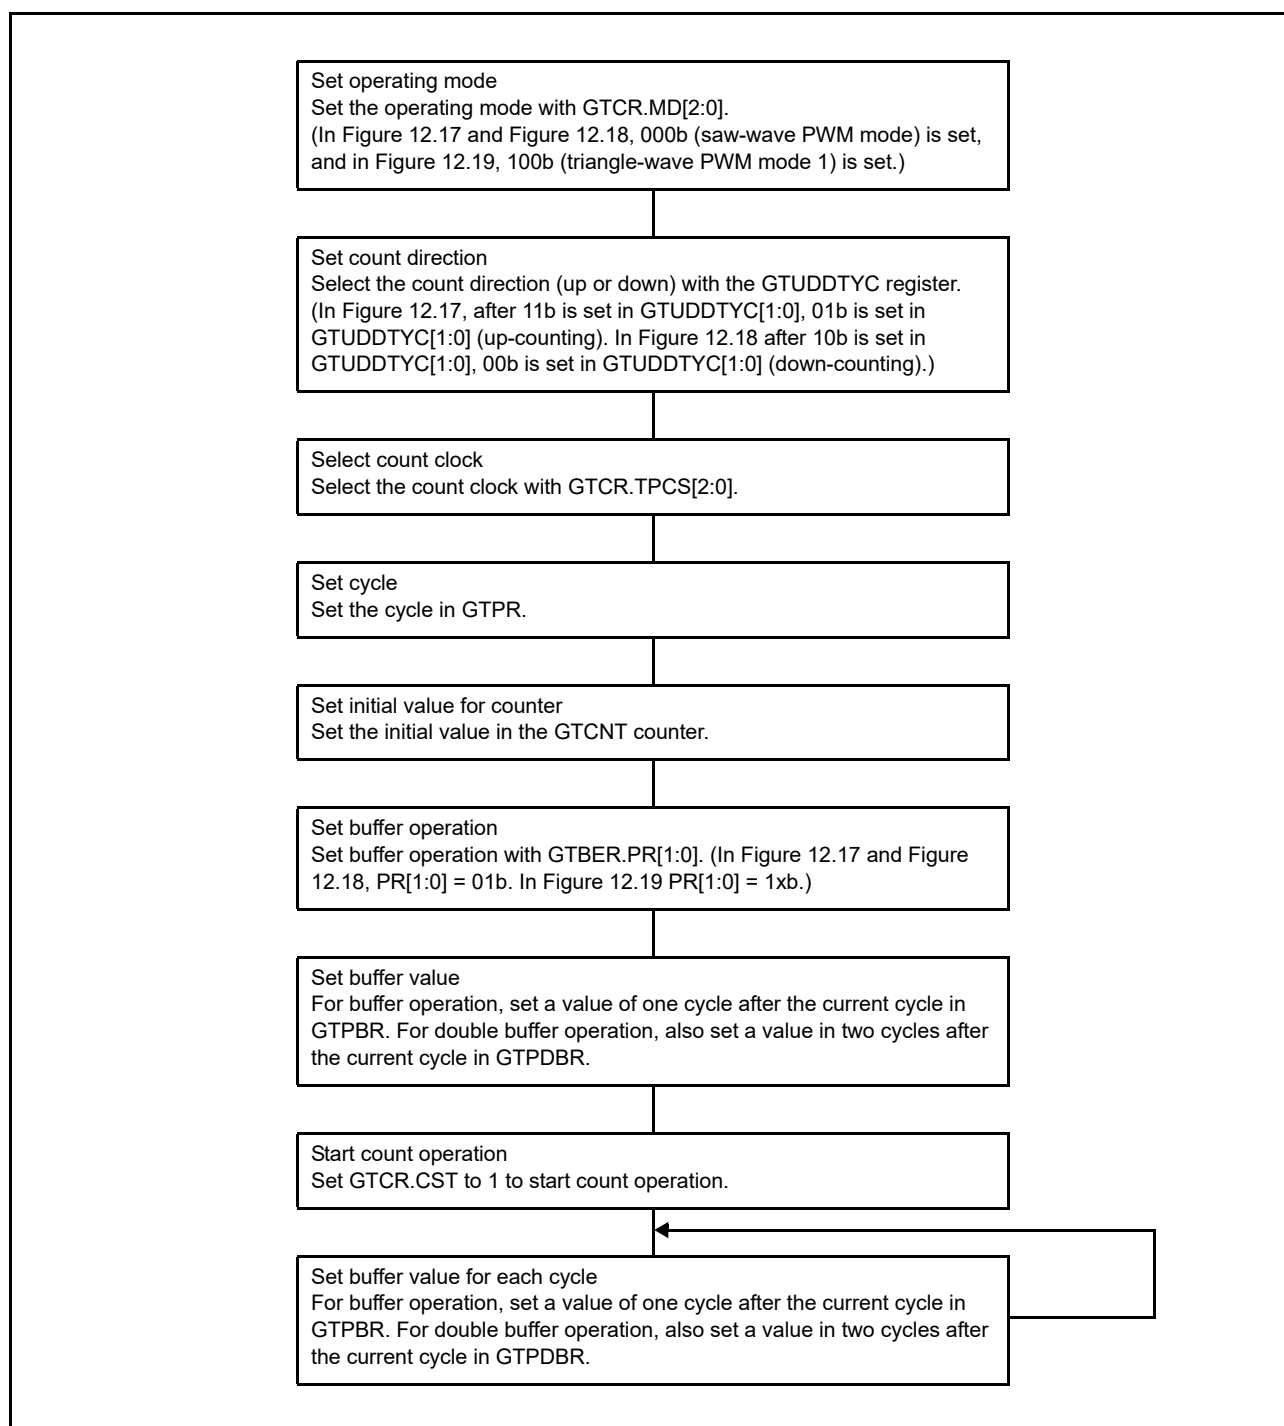 Set operating mode
Set the operating mode with GTCR.MD[2:0].
(In Figure 12.17 and Figure 12.18, 000b (saw-wave PWM mode) is set,
and in Figure 12.19, 100b (triangle-wave PWM mode 1) is set.)
Set count direction
Select the count direction (up or down) with the GTUDDTYC register.
(In Figure 12.17, after 11b is set in GTUDDTYC[1:0], 01b is set in
GTUDDTYC[1:0] (up-counting). In Figure 12.18 after 10b is set in
GTUDDTYC[1:0], 00b is set in GTUDDTYC[1:0] (down-counting).)
Select count clock
Select the count clock with GTCR.TPCS[2:0].
Set cycle
Set the cycle in GTPR.
Set initial value for counter
Set the initial value in the GTCNT counter.
Set buffer operation
Set buffer operation with GTBER.PR[1:0]. (In Figure 12.17 and Figure
12.18, PR[1:0] = 01b. In Figure 12.19 PR[1:0] = 1xb.)
Set buffer value
For buffer operation, set a value of one cycle after the current cycle in
GTPBR. For double buffer operation, also set a value in two cycles after
the current cycle in GTPDBR.
Start count operation
Set GTCR.CST to 1 to start count operation.
Set buffer value for each cycle
For buffer operation, set a value of one cycle after the current cycle in
GTPBR. For double buffer operation, also set a value in two cycles after
the current cycle in GTPDBR.